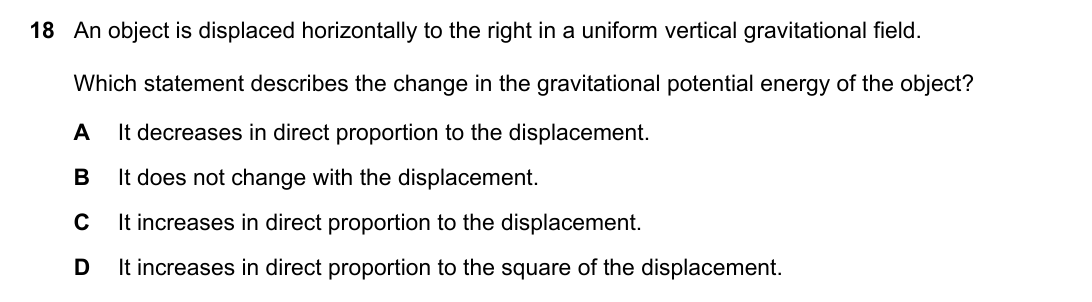 18 An object is displaced horizontally to the right in a uniform vertical gravitational field.
Which statement describes the change in the gravitational potential energy of the object?
A It decreases in direct proportion to the displacement.
B It does not change with the displacement.
C It increases in direct proportion to the displacement.
D It increases in direct proportion to the square of the displacement.